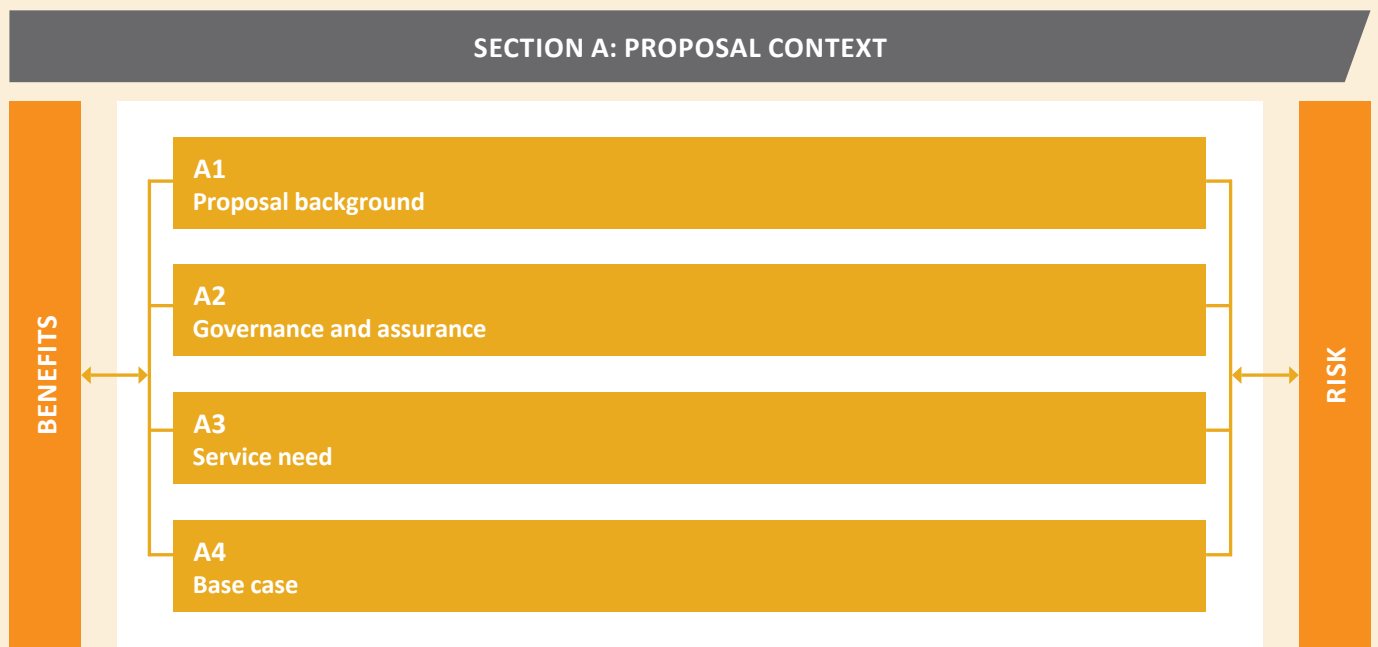 SECTION A: PROPOSAL CONTEXT
BENEFITS
A1
Proposal background
A2
Governance and assurance
A3
Service need
A4
Base case
RISK